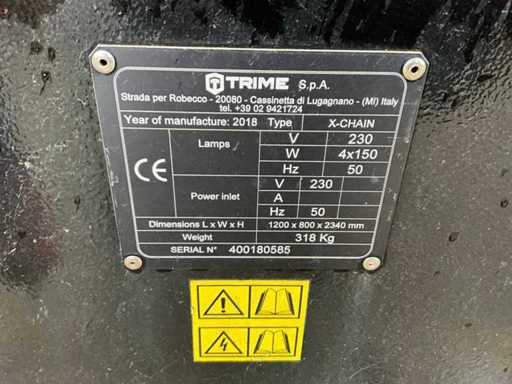 TRIME S.p.A.
Strada per Robecco - 20080 - Cassinetta di Lugagnano - (MI) Italy
tel. +39 02 9421724
Year of manufacture: 2018 Type X-CHAIN
Lamps V 230
W 4x150
Hz 50
CE
Power inlet V 230
A
Hz 50
Dimensions L x W x H 1200 x 800 x 2340 mm
Weight 318 Kg
SERIAL N° 400180585